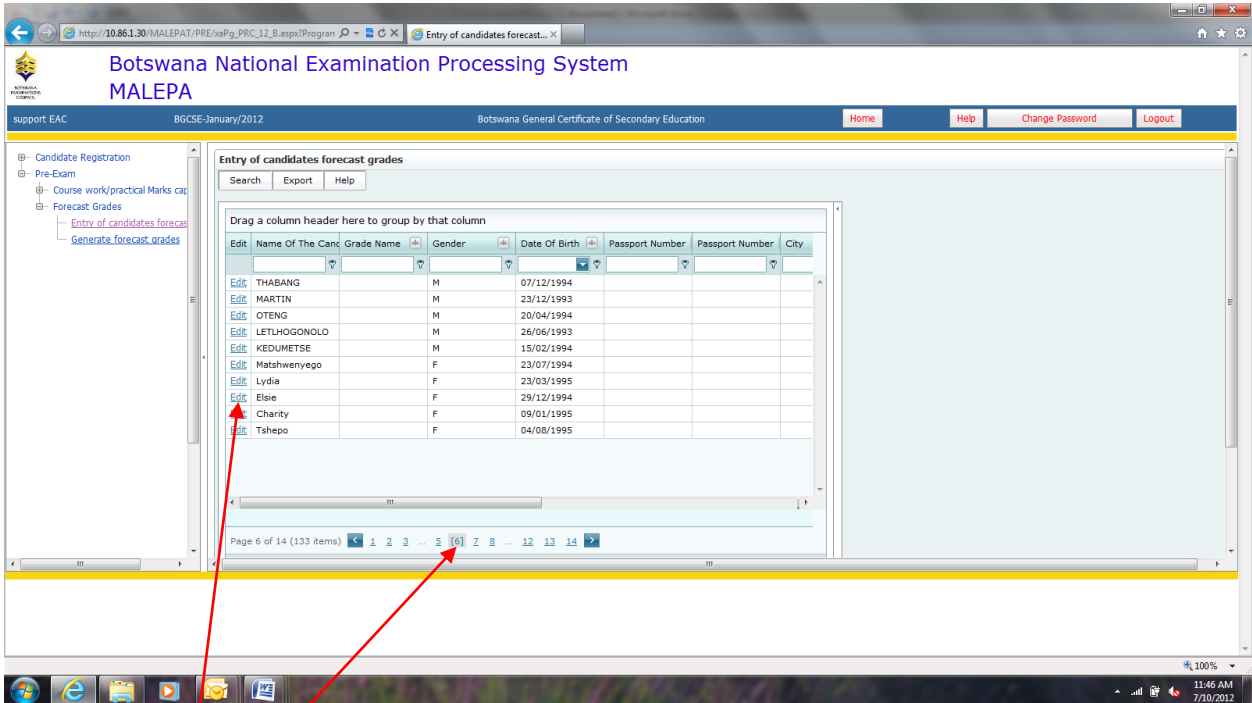 http://10.86.1.30/MALEPAT/PRE/xaPg_PRC_12_B.aspx?Progran
Entry of candidates forecast...
Botswana National Examination Processing System
MALEPA
support EAC BGCSE-January/2012 Botswana General Certificate of Secondary Education Home Help Change Password Logout
Candidate Registration
Pre-Exam
Course work/practical Marks cap
Forecast Grades
Entry of candidates forecas
Generate forecast grades
Entry of candidates forecast grades
Search Export Help
Drag a column header here to group by that column
Edit Name Of The Canc Grade Name Gender Date Of Birth Passport Number Passport Number City
Edit THABANG M 07/12/1994
Edit MARTIN M 23/12/1993
Edit OTENG M 20/04/1994
Edit LETLHOGONOLO M 26/06/1993
Edit KEDUMETSE M 15/02/1994
Edit Matshwenyego F 23/07/1994
Edit Lydia F 23/03/1995
Edit Elsie F 29/12/1994
Edit Charity F 09/01/1995
Edit Tshepo F 04/08/1995
Page 6 of 14 (133 items) 1 2 3 ... 5 [6] 7 8 ... 12 13 14
100%
11:46 AM
7/10/2012